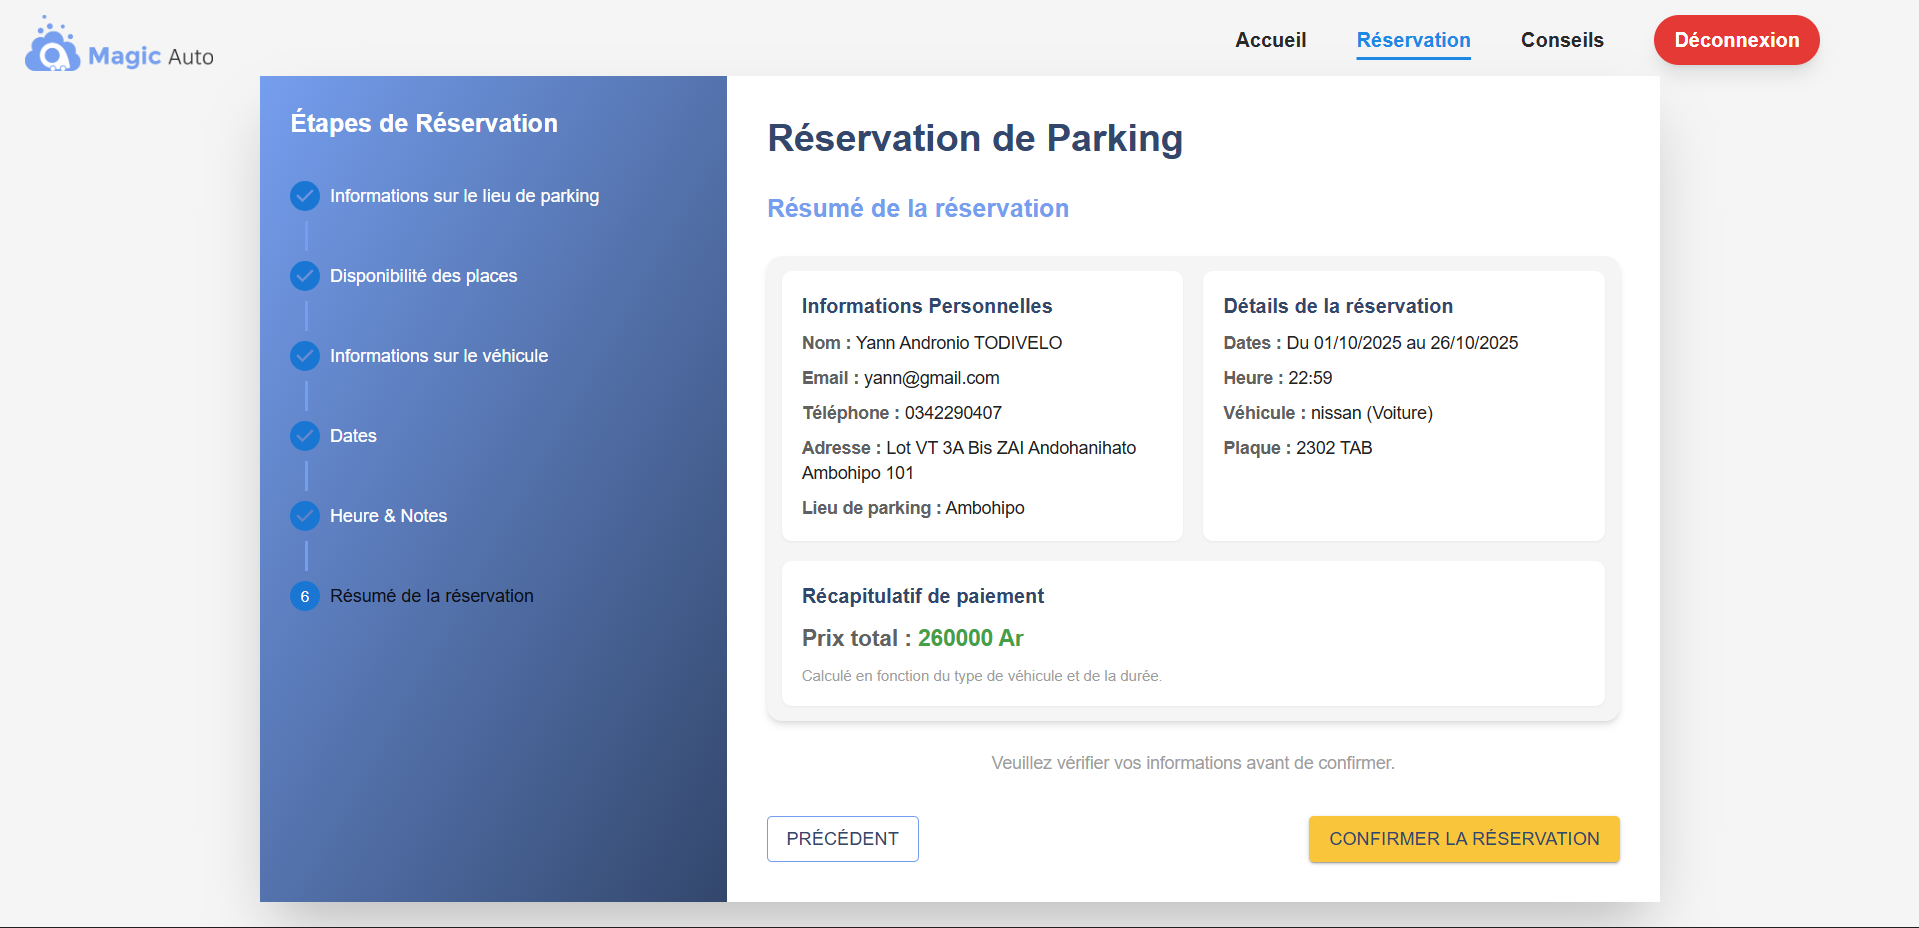 Magic Auto
Accueil
Réservation
Conseils
Déconnexion
Étapes de Réservation
Informations sur le lieu de parking
Disponibilité des places
Informations sur le véhicule
Dates
Heure & Notes
6 Résumé de la réservation
Réservation de Parking
Résumé de la réservation
Informations Personnelles
Nom : Yann Andronio TODIVELO
Email : yann@gmail.com
Téléphone : 0342290407
Adresse : Lot VT 3A Bis ZAI Andohanihato
Ambohipo 101
Lieu de parking : Ambohipo
Détails de la réservation
Dates : Du 01/10/2025 au 26/10/2025
Heure : 22:59
Véhicule : nissan (Voiture)
Plaque : 2302 TAB
Récapitulatif de paiement
Prix total : 260000 Ar
Calculé en fonction du type de véhicule et de la durée.
Veuillez vérifier vos informations avant de confirmer.
PRÉCÉDENT
CONFIRMER LA RÉSERVATION